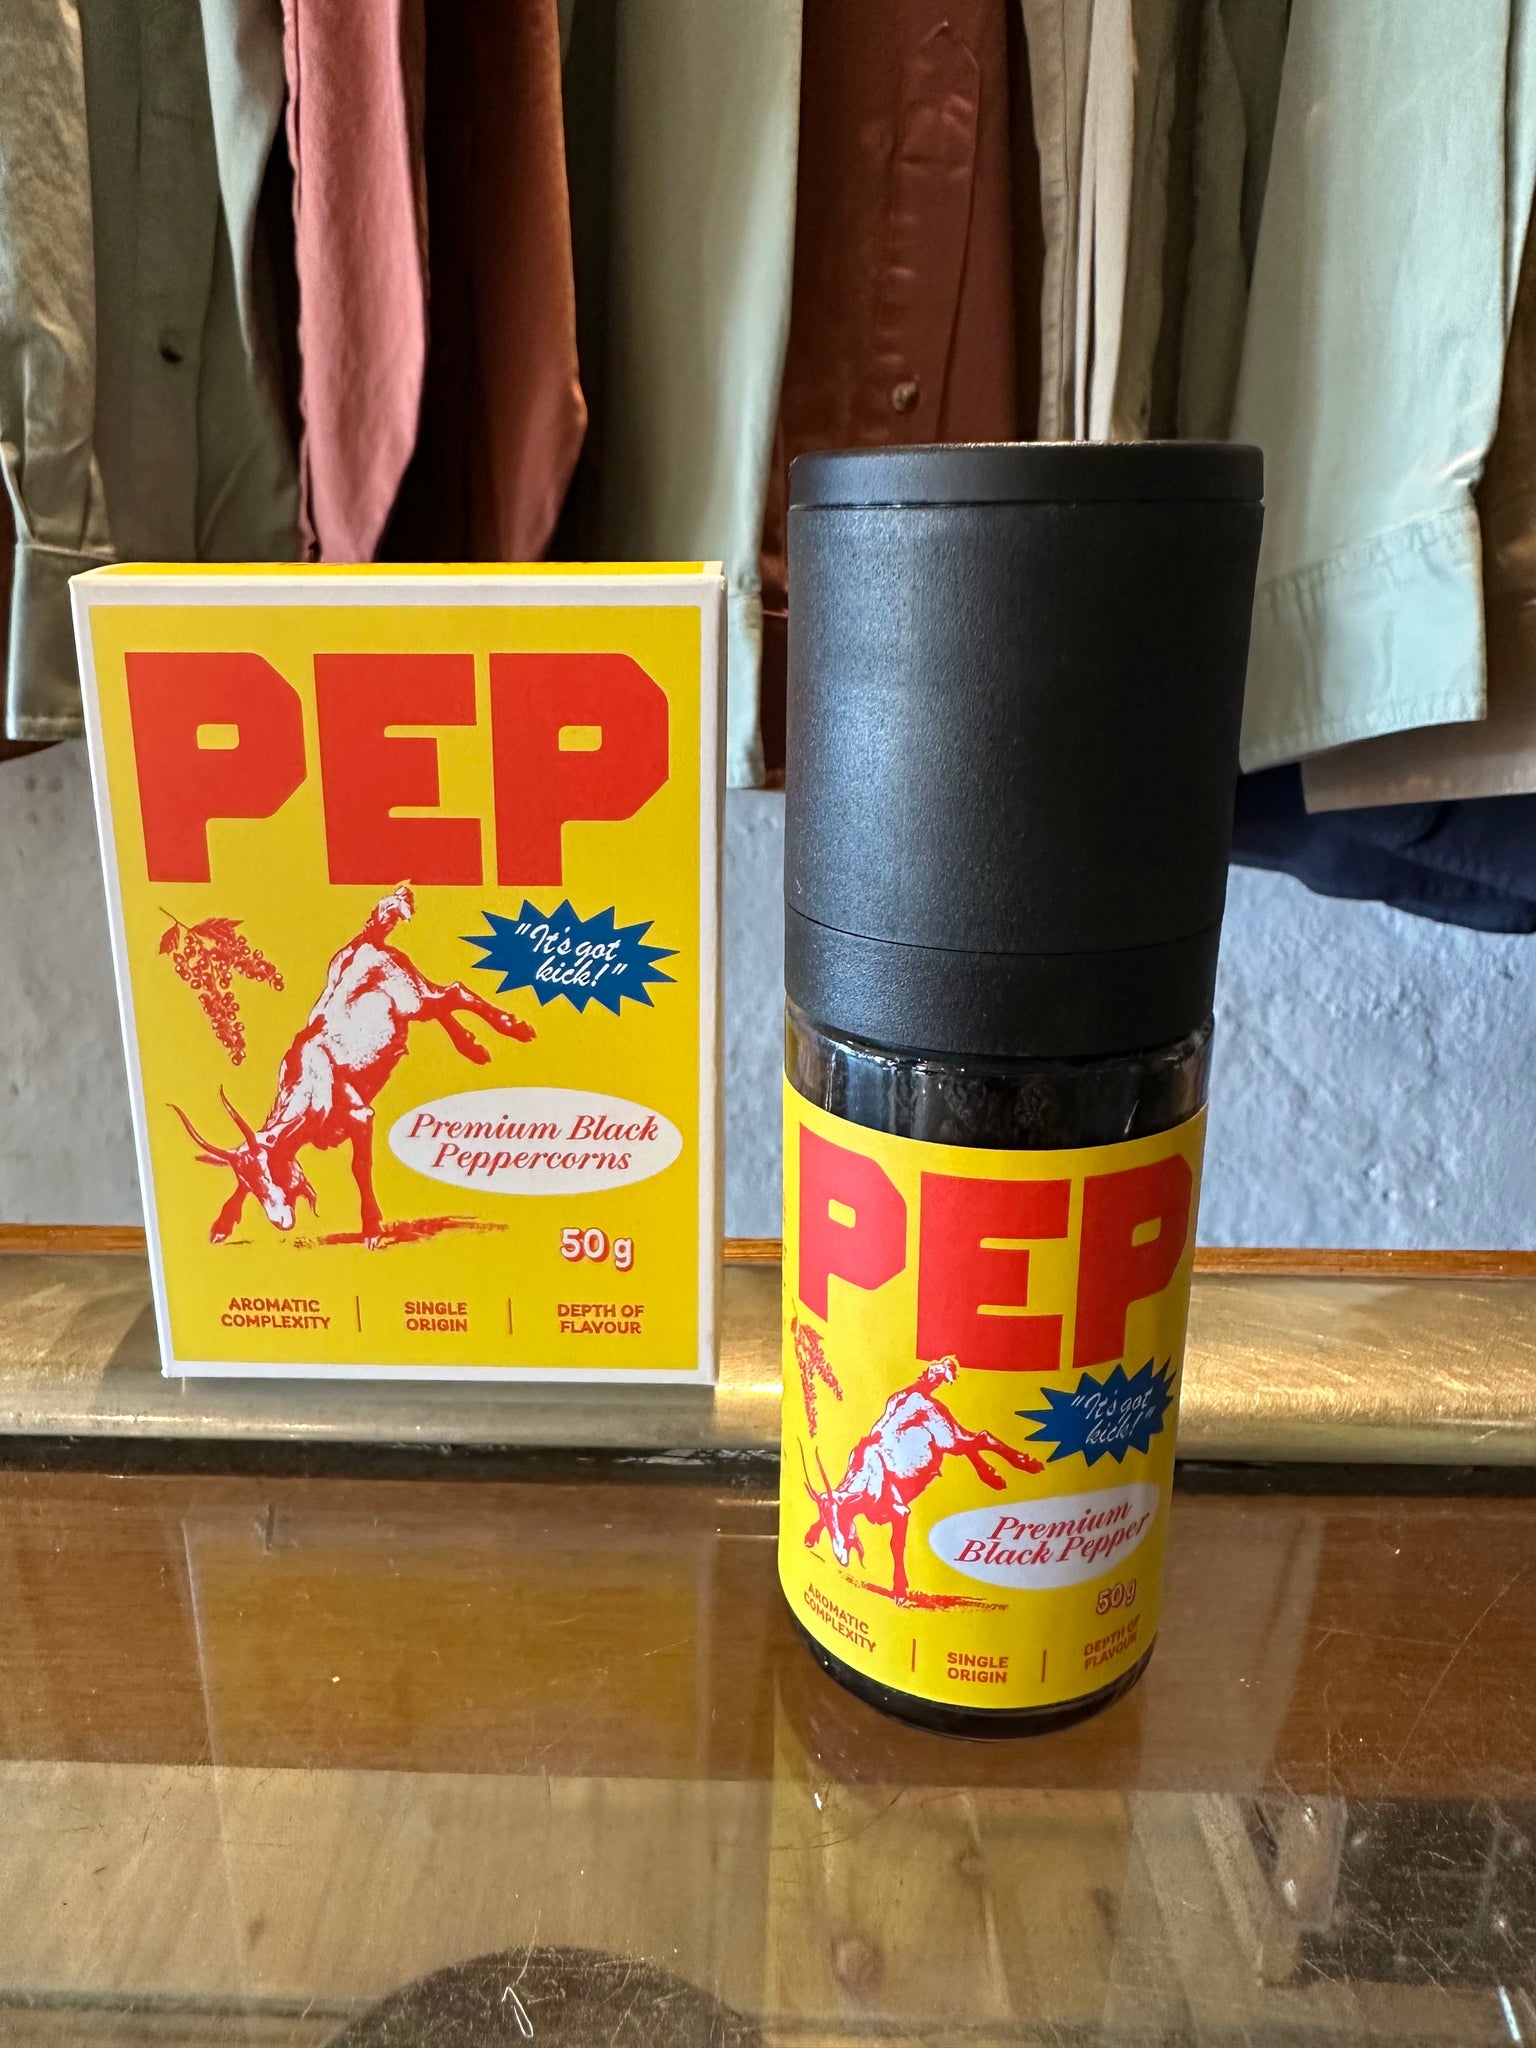 PEP
"It's got
kick!"
Premium Black
Peppercorns
50g
AROMATIC
COMPLEXITY
SINGLE
ORIGIN
DEPTH OF
FLAVOUR
PEP
"It's got
kick!"
Premium
Black Pepper
50g
AROMATIC
COMPLEXITY
SINGLE
ORIGIN
DEPTH OF
FLAVOUR